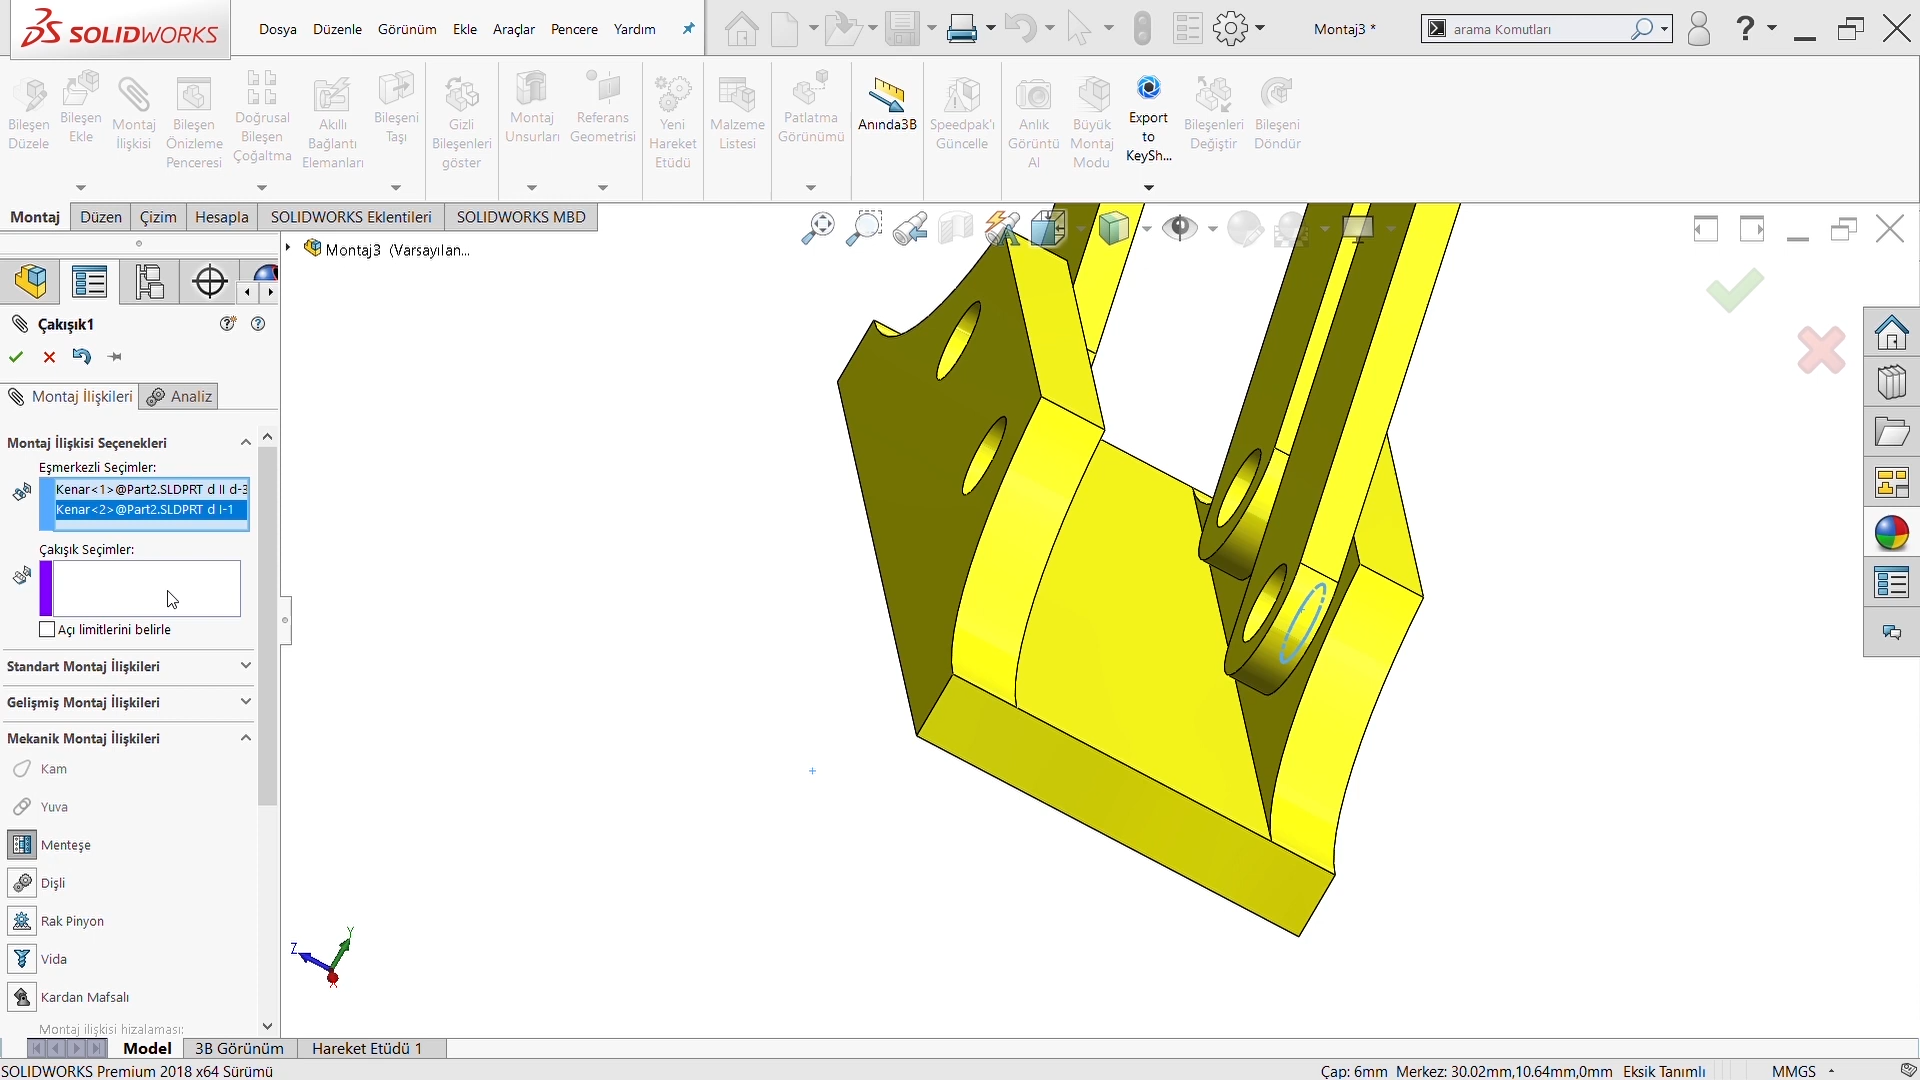 SOLIDWORKS
Dosya Düzenle Görünüm Ekle Araçlar Pencere Yardım
Montaj3 *
arama Komutları
Bileşen Düzele
Bileşen Ekle
Montaj İlişkisi
Bileşen Önizleme Penceresi
Doğrusal Bileşen Çoğaltma
Akıllı Bağlantı Elemanları
Bileşeni Taşı
Gizli Bileşenleri göster
Montaj Unsurları
Referans Geometrisi
Yeni Hareket Etüdü
Malzeme Listesi
Patlatma Görünümü
Anında3B
Speedpak'ı Güncelle
Anlık Görüntü Al
Büyük Montaj Modu
Export to KeySh...
Bileşenleri Değiştir
Bileşeni Döndür
Montaj Düzen Çizim Hesapla SOLIDWORKS Eklentileri SOLIDWORKS MBD
Montaj3 (Varsayılan...
Çakışık1
Montaj İlişkileri Analiz
Montaj İlişkisi Seçenekleri
Eşmerkezli Seçimler:
Kenar<1>@Part2.SLDPRT d II d-3
Kenar<2>@Part2.SLDPRT d I-1
Çakışık Seçimler:
Açı limitlerini belirle
Standart Montaj İlişkileri
Gelişmiş Montaj İlişkileri
Mekanik Montaj İlişkileri
Kam
Yuva
Menteşe
Dişli
Rak Pinyon
Vida
Kardan Mafsalı
Montaj ilişkisi hizalaması:
Y
Z
X
Model 3B Görünüm Hareket Etüdü 1
SOLIDWORKS Premium 2018 x64 Sürümü
Çap: 6mm Merkez: 30.02mm,10.64mm,0mm Eksik Tanımlı MMGS